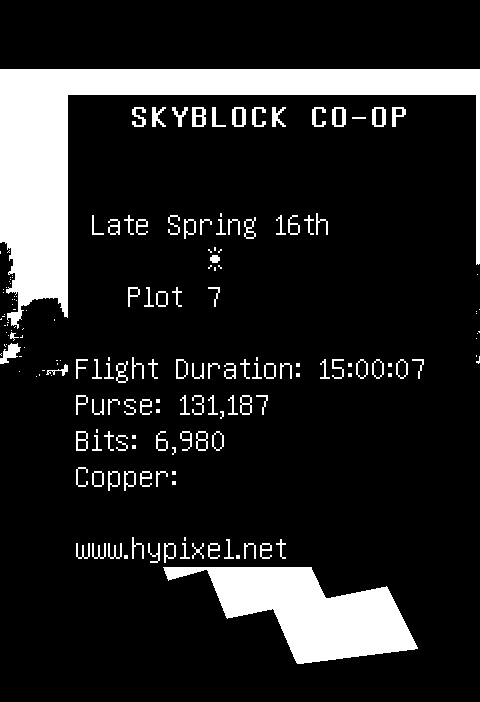 SKYBLOCK CO-OP
Late Spring 16th
Plot 7
Flight Duration: 15:00:07
Purse: 131,187
Bits: 6,980
Copper:
www.hypixel.net